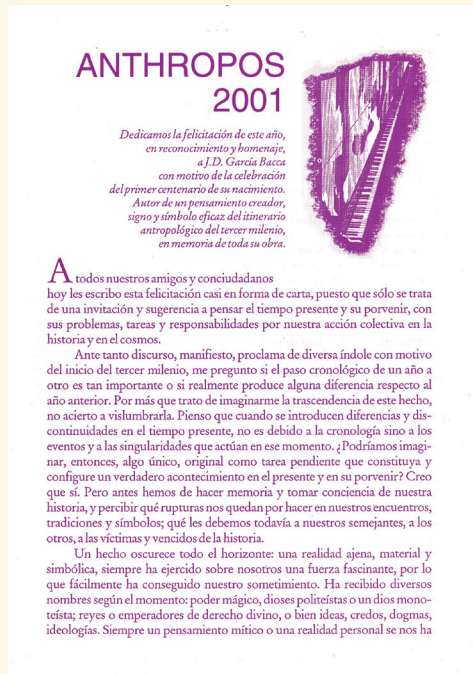 ANTHROPOS
2001
Dedicamos la felicitación de este año,
en reconocimiento y homenaje,
a J.D. García Bacca
con motivo de la celebración
del primer centenario de su nacimiento.
Autor de un pensamiento creador,
signo y símbolo eficaz del itinerario
antropológico del tercer milenio,
en memoria de toda su obra.
A todos nuestros amigos y conciudadanos
hoy les escribo esta felicitación casi en forma de carta, puesto que sólo se trata
de una invitación y sugerencia a pensar el tiempo presente y su porvenir, con
sus problemas, tareas y responsabilidades por nuestra acción colectiva en la
historia y en el cosmos.
Ante tanto discurso, manifiesto, proclama de diversa índole con motivo
del inicio del tercer milenio, me pregunto si el paso cronológico de un año a
otro es tan importante o si realmente produce alguna diferencia respecto al
año anterior. Por más que trato de imaginarme la trascendencia de este hecho,
no acierto a vislumbrarla. Pienso que cuando se introducen diferencias y dis-
continuidades en el tiempo presente, no es debido a la cronología sino a los
eventos y a las singularidades que actúan en ese momento. ¿Podríamos imagi-
nar, entonces, algo único, original como tarea pendiente que constituya y
configure un verdadero acontecimiento en el presente y en su porvenir? Creo
que sí. Pero antes hemos de hacer memoria y tomar conciencia de nuestra
historia, y percibir qué rupturas nos quedan por hacer en nuestros encuentros,
tradiciones y símbolos; qué les debemos todavía a nuestros semejantes, a los
otros, a las víctimas y vencidos de la historia.
Un hecho oscurece todo el horizonte: una realidad ajena, material y
simbólica, siempre ha ejercido sobre nosotros una fuerza fascinante, por lo
que fácilmente ha conseguido nuestro sometimiento. Ha recibido diversos
nombres según el momento: poder mágico, dioses politeístas o un dios mono-
teísta; reyes o emperadores de derecho divino, o bien ideas, credos, dogmas,
ideologías. Siempre un pensamiento mítico o una realidad personal se nos ha